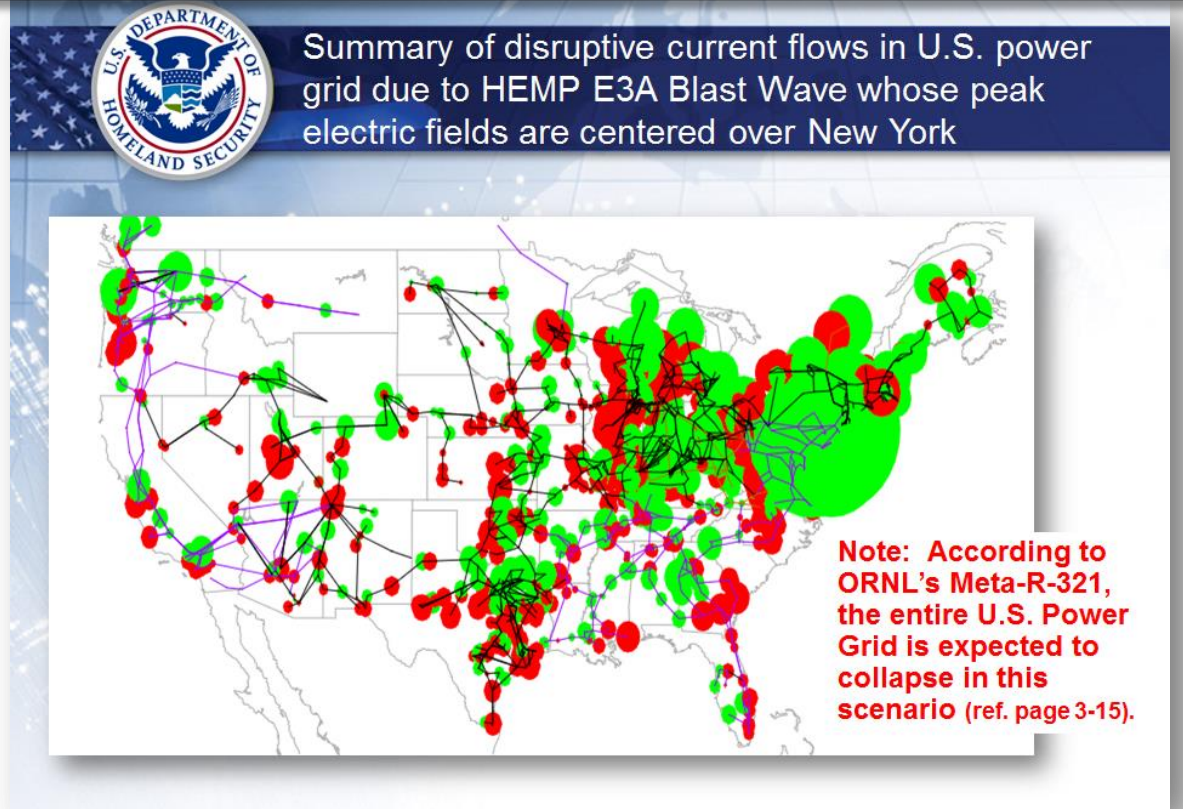 U.S. DEPARTMENT OF
HOMELAND SECURITY
Summary of disruptive current flows in U.S. power
grid due to HEMP E3A Blast Wave whose peak
electric fields are centered over New York
Note: According to
ORNL's Meta-R-321,
the entire U.S. Power
Grid is expected to
collapse in this
scenario (ref. page 3-15).